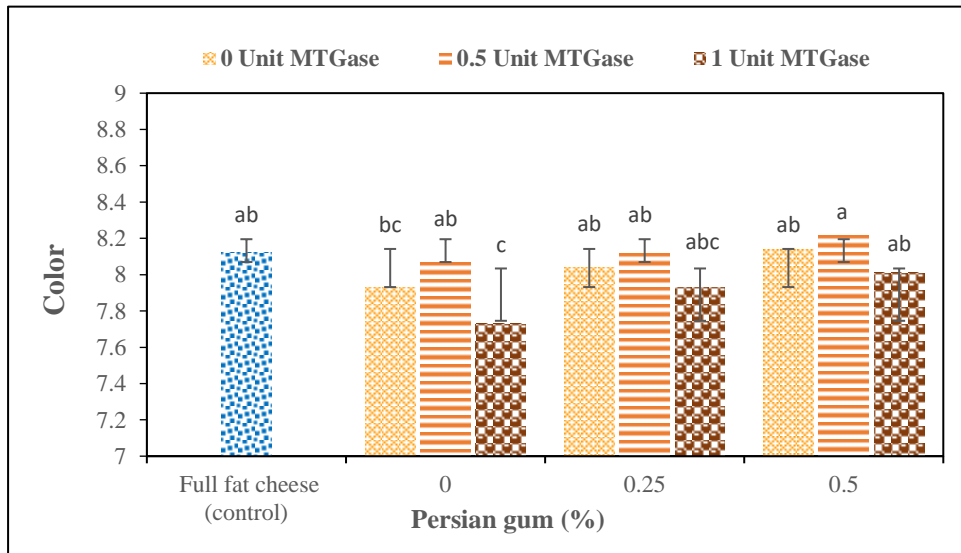 0 Unit MTGase 0.5 Unit MTGase 1 Unit MTGase
9
8.8
8.6
8.4
8.2
8
7.8
7.6
7.4
7.2
7
Color
ab bc ab c ab ab abc ab a ab
Full fat cheese (control) 0 0.25 0.5
Persian gum (%)